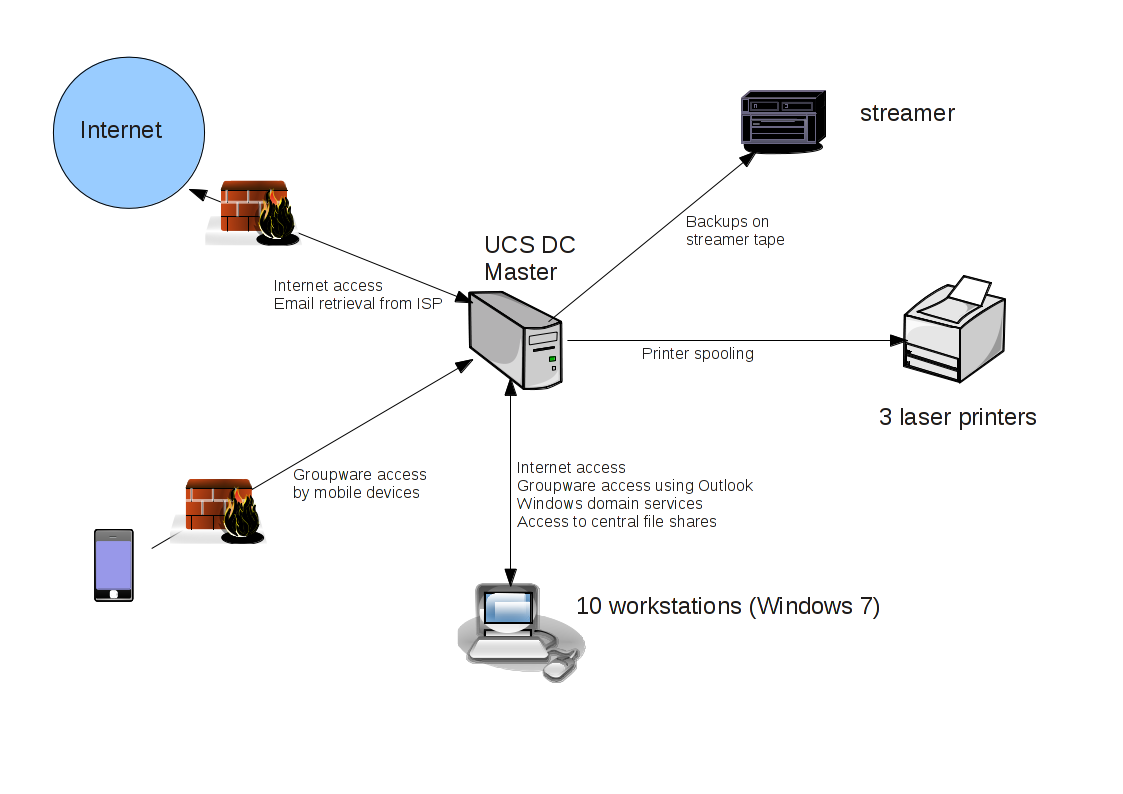 Internet
streamer
Backups on
streamer tape
UCS DC
Master
Internet access
Email retrieval from ISP
Printer spooling
3 laser printers
Groupware access
by mobile devices
Internet access
Groupware access using Outlook
Windows domain services
Access to central file shares
10 workstations (Windows 7)